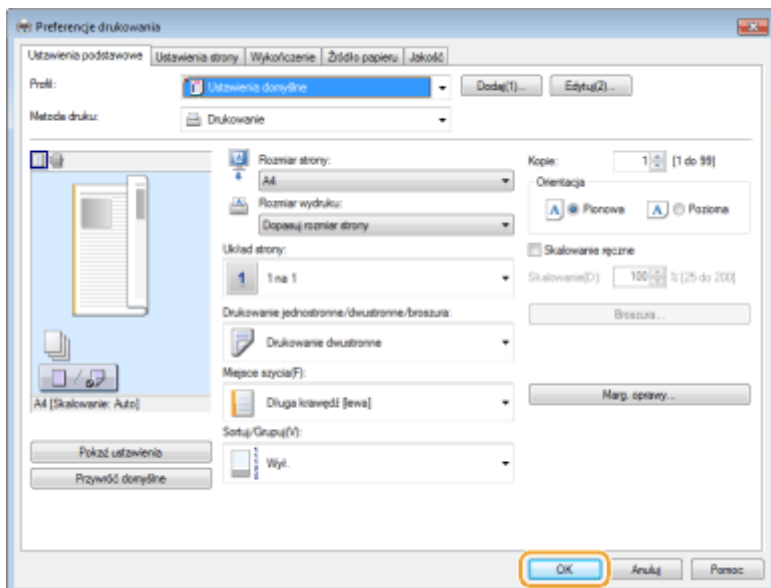 Preferencje drukowania
Ustawienia podstawowe Ustawienia strony Wykończenie Źródło papieru Jakość
Profil: Ustawienia domyślne Dodaj(1)... Edytuj(2)...
Metoda druku: Drukowanie
Rozmiar strony:
A4
Rozmiar wydruku:
Dopasuj rozmiar strony
Układ strony:
1 1 na 1
Drukowanie jednostronne/dwustronne/broszura:
Drukowanie dwustronne
Miejsce szycia(F):
Długa krawędź [lewa]
Sortuj/Grupuj(V):
Wył.
Kopie: 1 [1 do 99]
Orientacja
A Pionowa A Pozioma
Skalowanie ręczne
Skalowanie(D): 100 % [25 do 200]
Broszura...
Marg. oprawy...
A4 [Skalowanie: Auto]
Pokaż ustawienia
Przywróć domyślne
OK Anuluj Pomoc